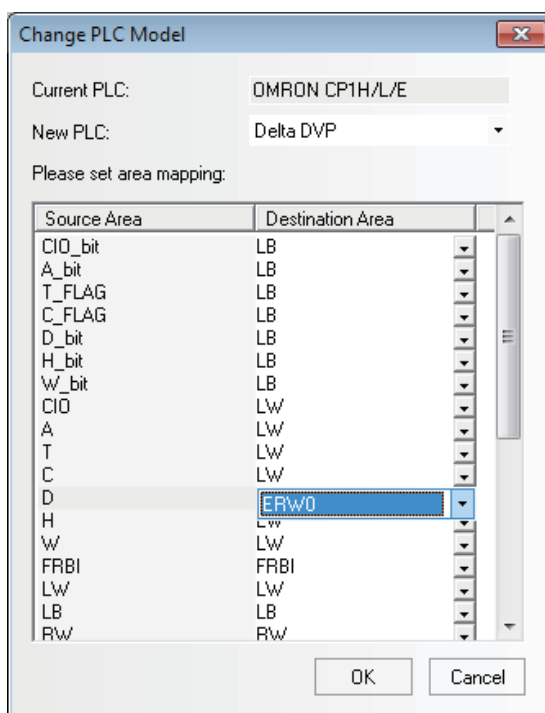 Change PLC Model
Current PLC: OMRON CP1H/L/E
New PLC: Delta DVP
Please set area mapping:
Source Area Destination Area
CIO_bit LB
A_bit LB
T_FLAG LB
C_FLAG LB
D_bit LB
H_bit LB
W_bit LB
CIO LW
A LW
T LW
C LW
D ERW0
H LW
W LW
FRBI FRBI
LW LW
LB LB
RW RW
OK Cancel